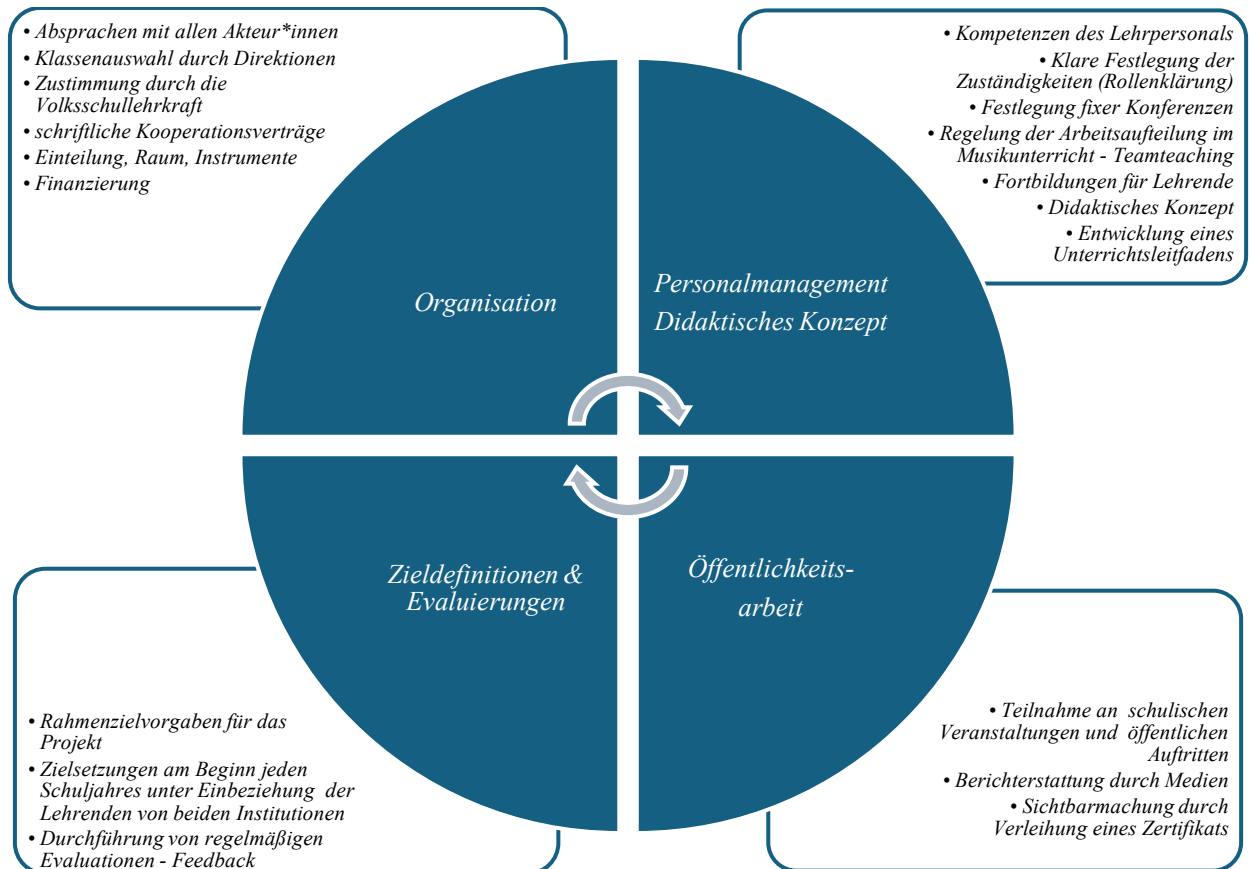 • Absprachen mit allen Akteur*innen
• Klassenauswahl durch Direktionen
• Zustimmung durch die
Volksschullehrkraft
• schriftliche Kooperationsverträge
• Einteilung, Raum, Instrumente
• Finanzierung
• Kompetenzen des Lehrpersonals
• Klare Festlegung der
Zuständigkeiten (Rollenklärung)
• Festlegung fixer Konferenzen
• Regelung der Arbeitsaufteilung im
Musikunterricht - Teamteaching
• Fortbildungen für Lehrende
• Didaktisches Konzept
• Entwicklung eines
Unterrichtsleitfadens
Organisation
Personalmanagement
Didaktisches Konzept
Zieldefinitionen &
Evaluierungen
Öffentlichkeits-
arbeit
• Rahmenzielvorgaben für das
Projekt
• Zielsetzungen am Beginn jeden
Schuljahres unter Einbeziehung der
Lehrenden von beiden Institutionen
• Durchführung von regelmäßigen
Evaluationen - Feedback
• Teilnahme an schulischen
Veranstaltungen und öffentlichen
Auftritten
• Berichterstattung durch Medien
• Sichtbarmachung durch
Verleihung eines Zertifikats